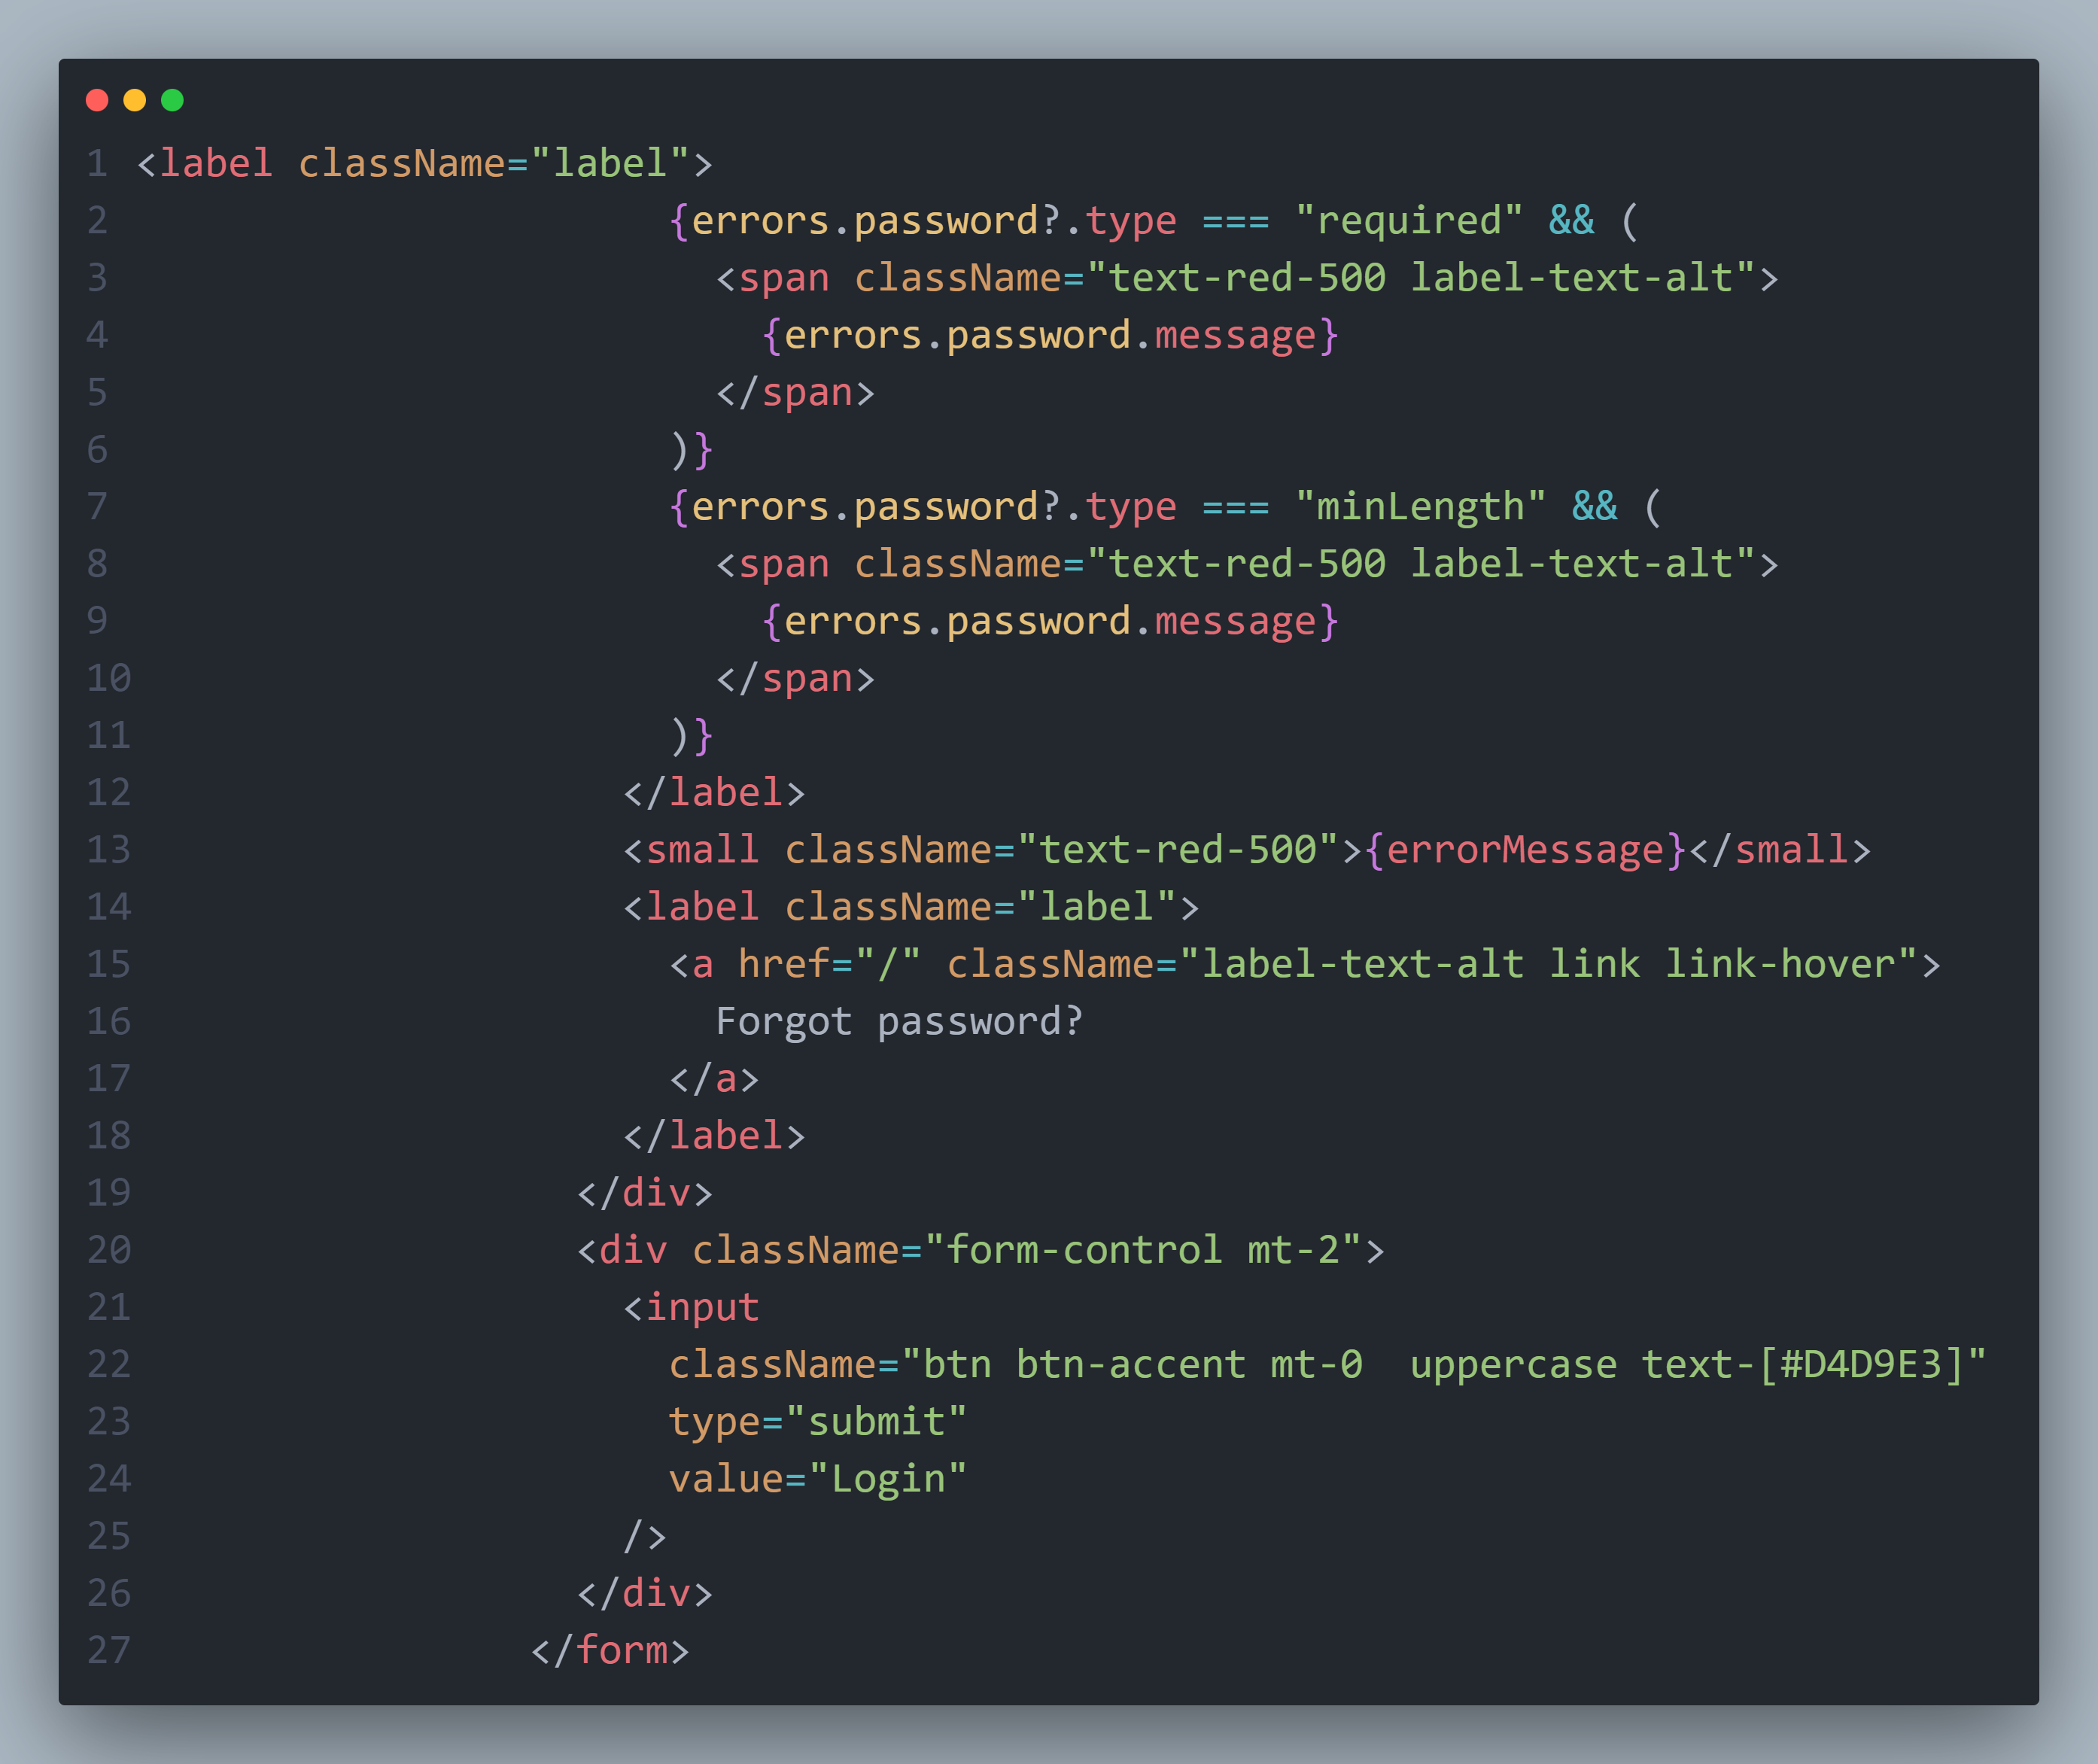 1 <label className="label">
2                       {errors.password?.type === "required" && (
3                         <span className="text-red-500 label-text-alt">
4                           {errors.password.message}
5                         </span>
6                       )}
7                       {errors.password?.type === "minLength" && (
8                         <span className="text-red-500 label-text-alt">
9                           {errors.password.message}
10                         </span>
11                       )}
12                     </label>
13                     <small className="text-red-500">{errorMessage}</small>
14                     <label className="label">
15                       <a href="/" className="label-text-alt link link-hover">
16                         Forgot password?
17                       </a>
18                     </label>
19                   </div>
20                   <div className="form-control mt-2">
21                     <input
22                       className="btn btn-accent mt-0  uppercase text-[#D4D9E3]"
23                       type="submit"
24                       value="Login"
25                     />
26                   </div>
27                 </form>